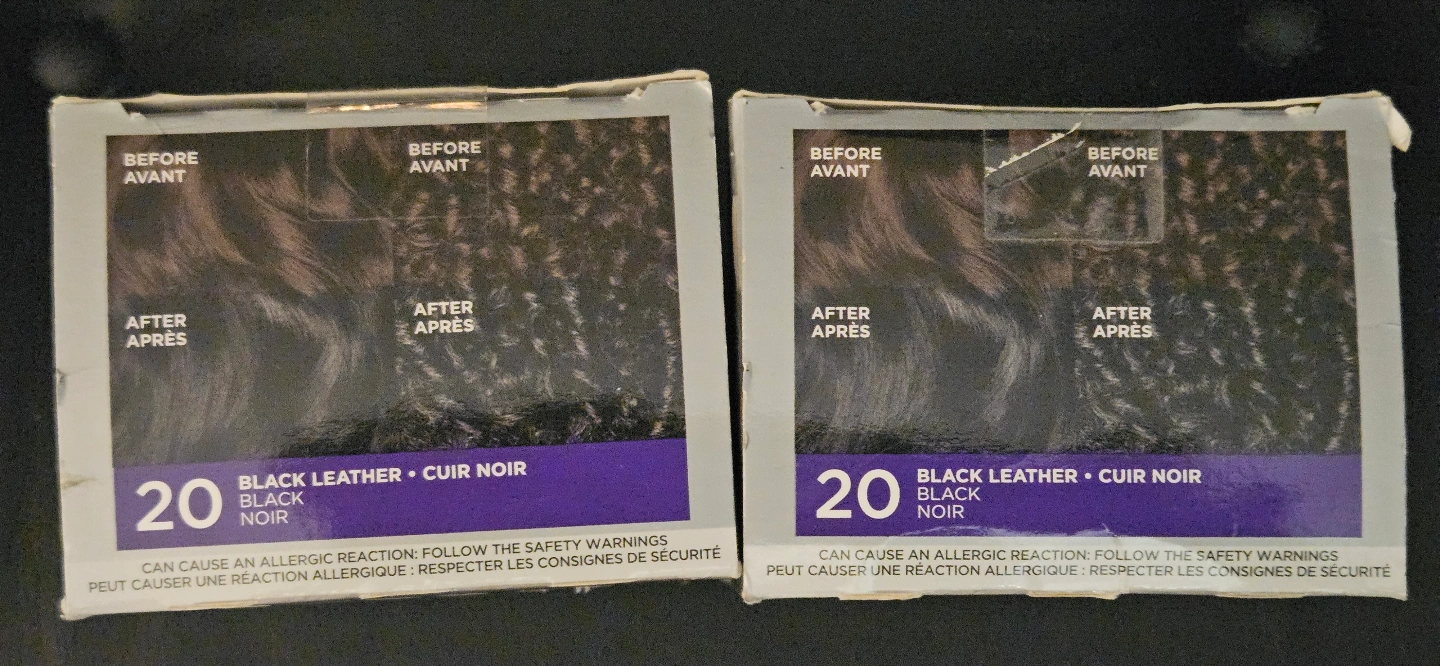 BEFORE
AVANT
BEFORE
AVANT
AFTER
APRÈS
AFTER
APRÈS
20
BLACK LEATHER • CUIR NOIR
BLACK
NOIR
CAN CAUSE AN ALLERGIC REACTION: FOLLOW THE SAFETY WARNINGS
PEUT CAUSER UNE RÉACTION ALLERGIQUE : RESPECTER LES CONSIGNES DE SÉCURITÉ
BEFORE
AVANT
BEFORE
AVANT
AFTER
APRÈS
AFTER
APRÈS
20
BLACK LEATHER • CUIR NOIR
BLACK
NOIR
CAN CAUSE AN ALLERGIC REACTION: FOLLOW THE SAFETY WARNINGS
PEUT CAUSER UNE RÉACTION ALLERGIQUE : RESPECTER LES CONSIGNES DE SÉCURITÉ